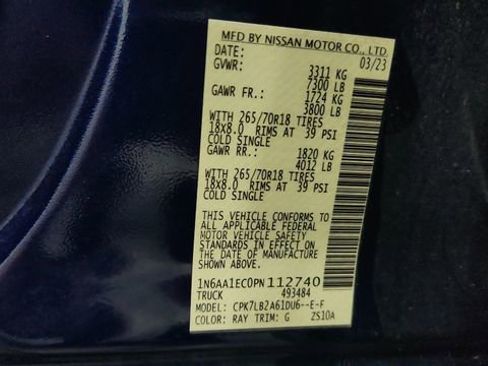 MFD BY NISSAN MOTOR CO., LTD.
DATE: 03/23
GVWR: 3311 KG
7300 LB
GAWR FR.: 1724 KG
3800 LB
WITH 265/70R18 TIRES
18X8.0 RIMS AT 39 PSI
COLD SINGLE
GAWR RR.: 1820 KG
4012 LB
WITH 265/70R18 TIRES
18X8.0 RIMS AT 39 PSI
COLD SINGLE
THIS VEHICLE CONFORMS TO
ALL APPLICABLE FEDERAL
MOTOR VEHICLE SAFETY
STANDARDS IN EFFECT ON
THE DATE OF MANUFACTURE
SHOWN ABOVE.
1N6AA1EC0PN112740
TRUCK 493484
MODEL: CPK7LB2A61DU6--E-F
COLOR: RAY TRIM: G ZS10A